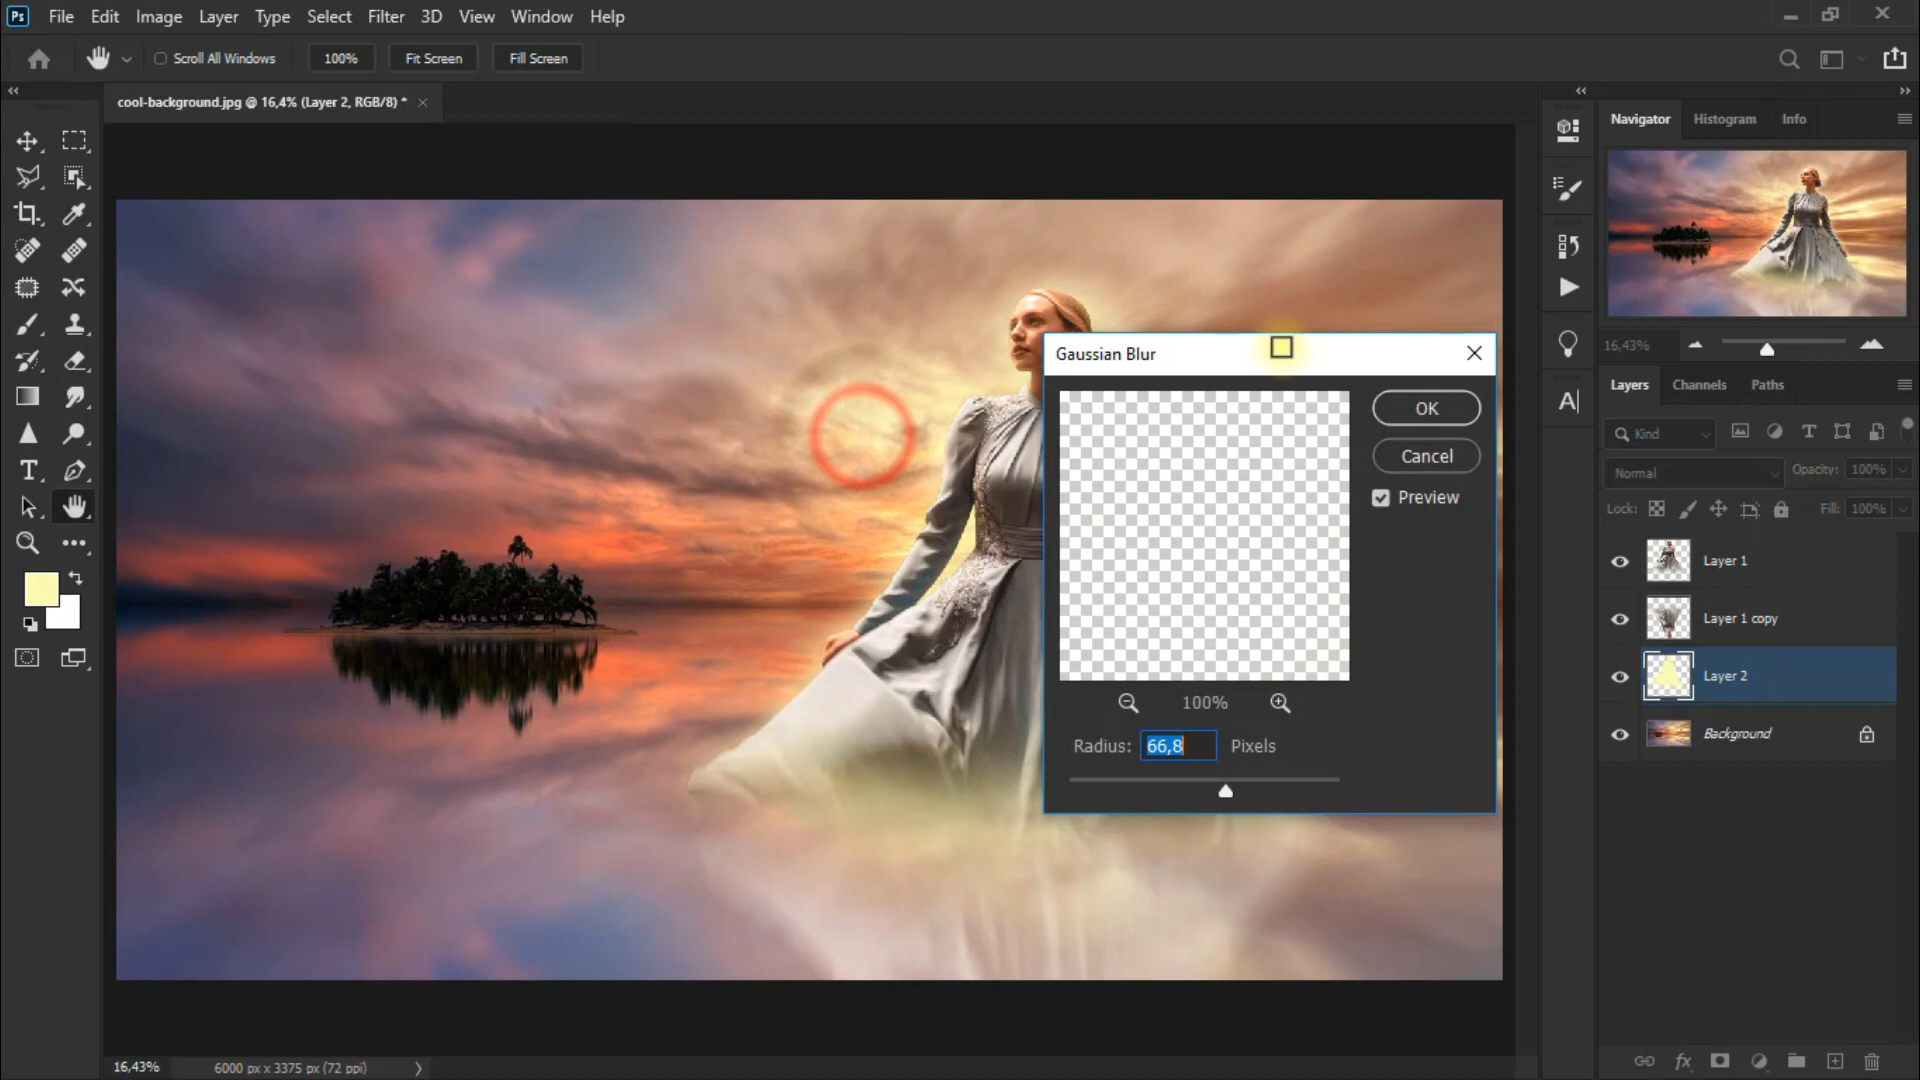 Ps File Edit Image Layer Type Select Filter 3D View Window Help
Scroll All Windows 100% Fit Screen Fill Screen
cool-background.jpg @ 16,4% (Layer 2, RGB/8) *
Navigator Histogram Info
16,43%
Layers Channels Paths
Kind
Normal Opacity: 100%
Lock: Fill: 100%
Layer 1
Layer 1 copy
Layer 2
Background
Gaussian Blur
OK
Cancel
Preview
100%
Radius: 66,8 Pixels
16,43% 6000 px x 3375 px (72 ppi)